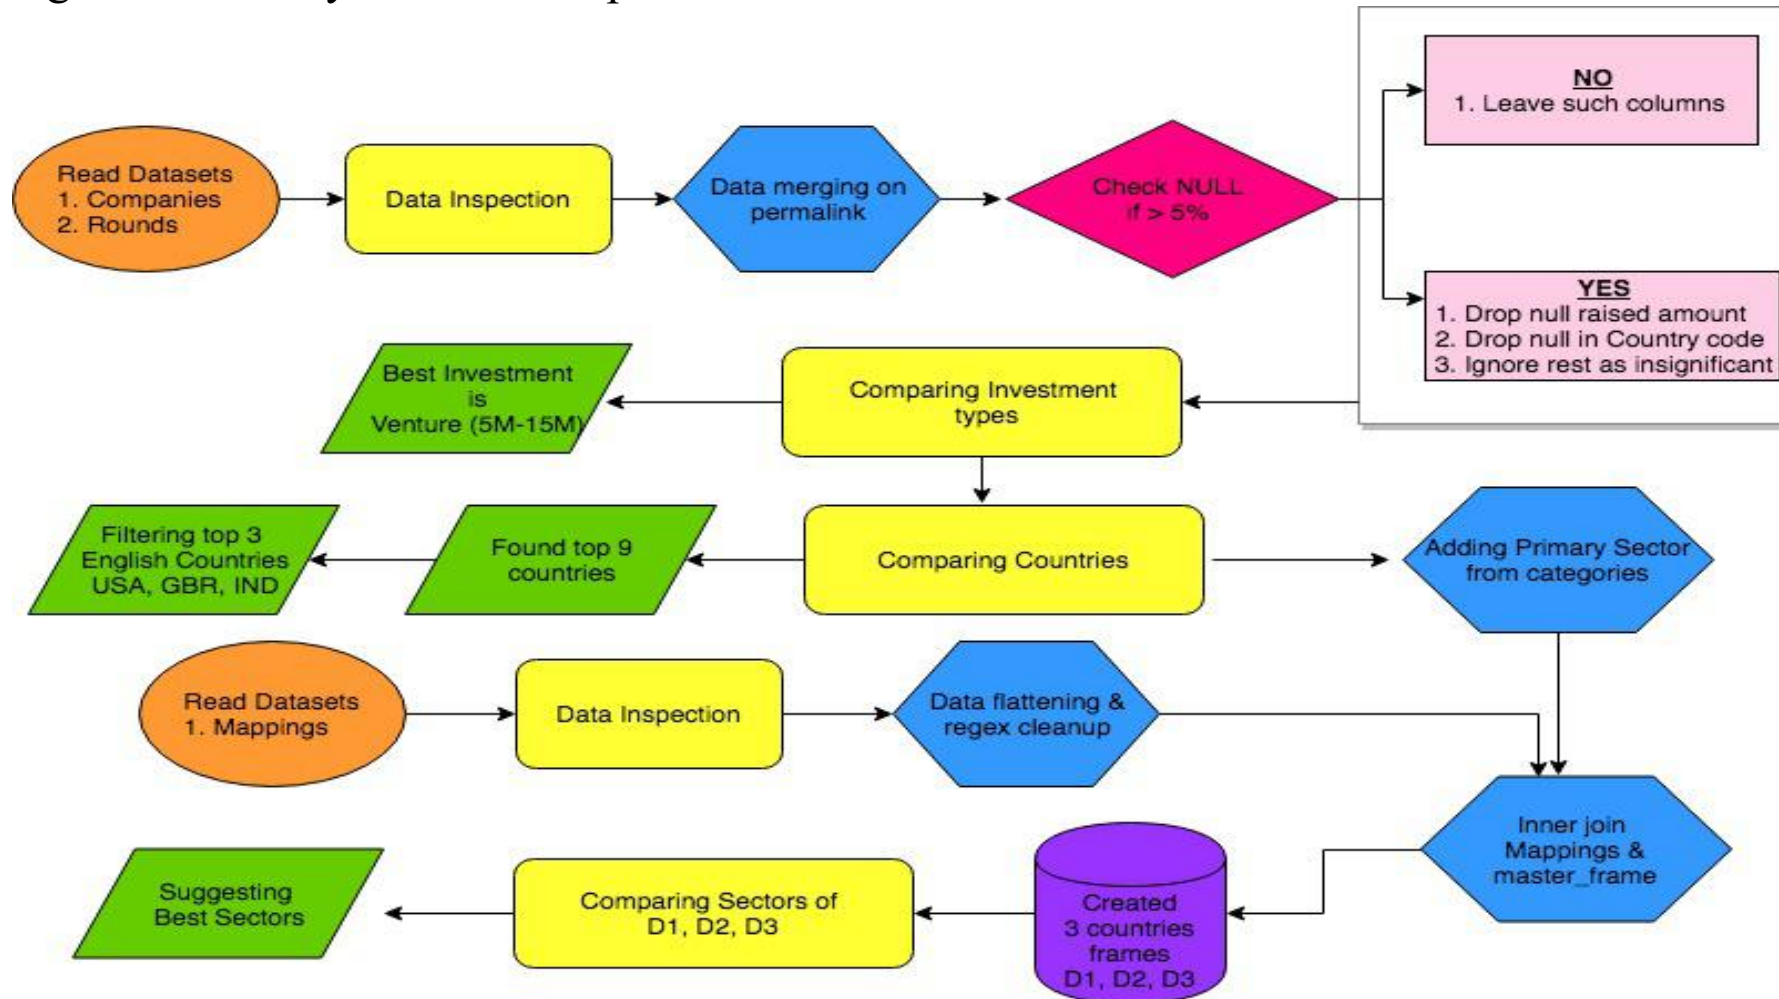 NO
1. Leave such columns
Read Datasets
1. Companies
2. Rounds
Data Inspection
Data merging on
permalink
Check NULL
if > 5%
YES
1. Drop null raised amount
2. Drop null in Country code
3. Ignore rest as insignificant
Best Investment
is
Venture (5M-15M)
Comparing Investment
types
Filtering top 3
English Countries
USA, GBR, IND
Found top 9
countries
Comparing Countries
Adding Primary Sector
from categories
Read Datasets
1. Mappings
Data Inspection
Data flattening &
regex cleanup
Inner join
Mappings &
master_frame
Suggesting
Best Sectors
Comparing Sectors of
D1, D2, D3
Created
3 countries
frames
D1, D2, D3